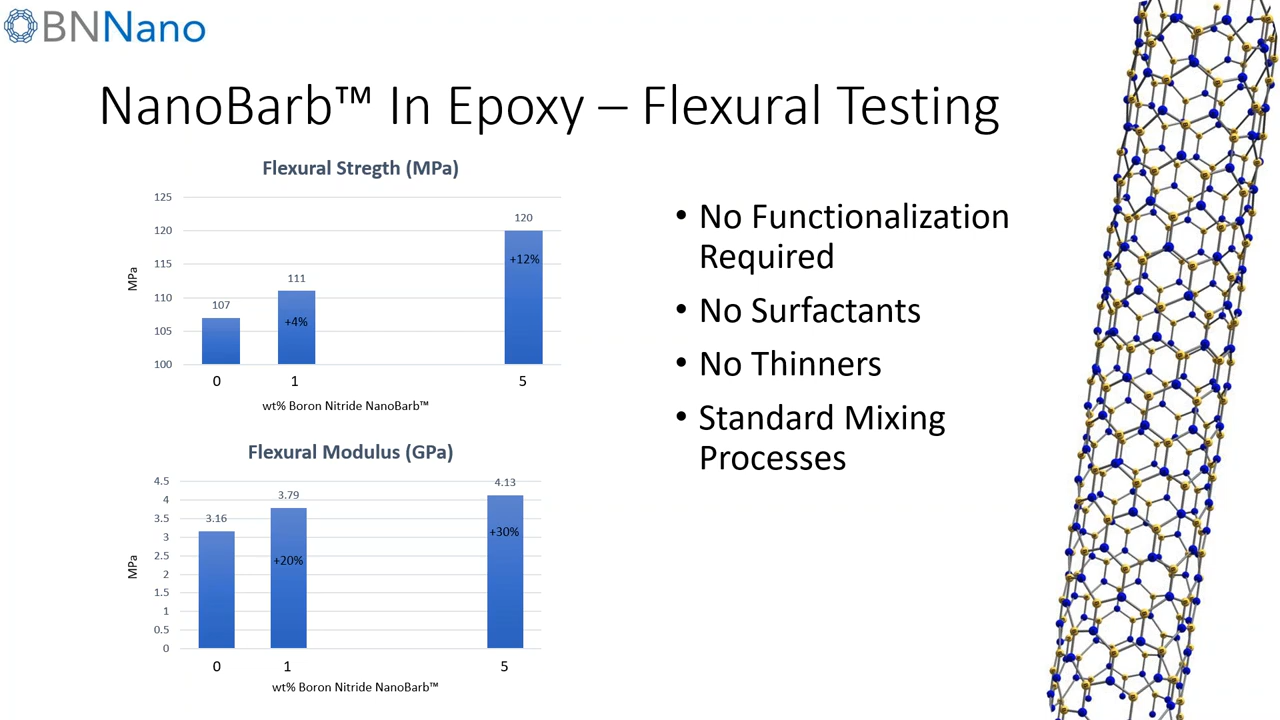 BNNano
NanoBarb™ In Epoxy – Flexural Testing
Flexural Stregth (MPa)
125
120
115
110
105
100
MPa
107
111
+4%
120
+12%
0 1 5
wt% Boron Nitride NanoBarb™
Flexural Modulus (GPa)
4.5
4
3.5
3
2.5
2
1.5
1
0.5
0
MPa
3.16
3.79
+20%
4.13
+30%
0 1 5
wt% Boron Nitride NanoBarb™
• No Functionalization
Required
• No Surfactants
• No Thinners
• Standard Mixing
Processes